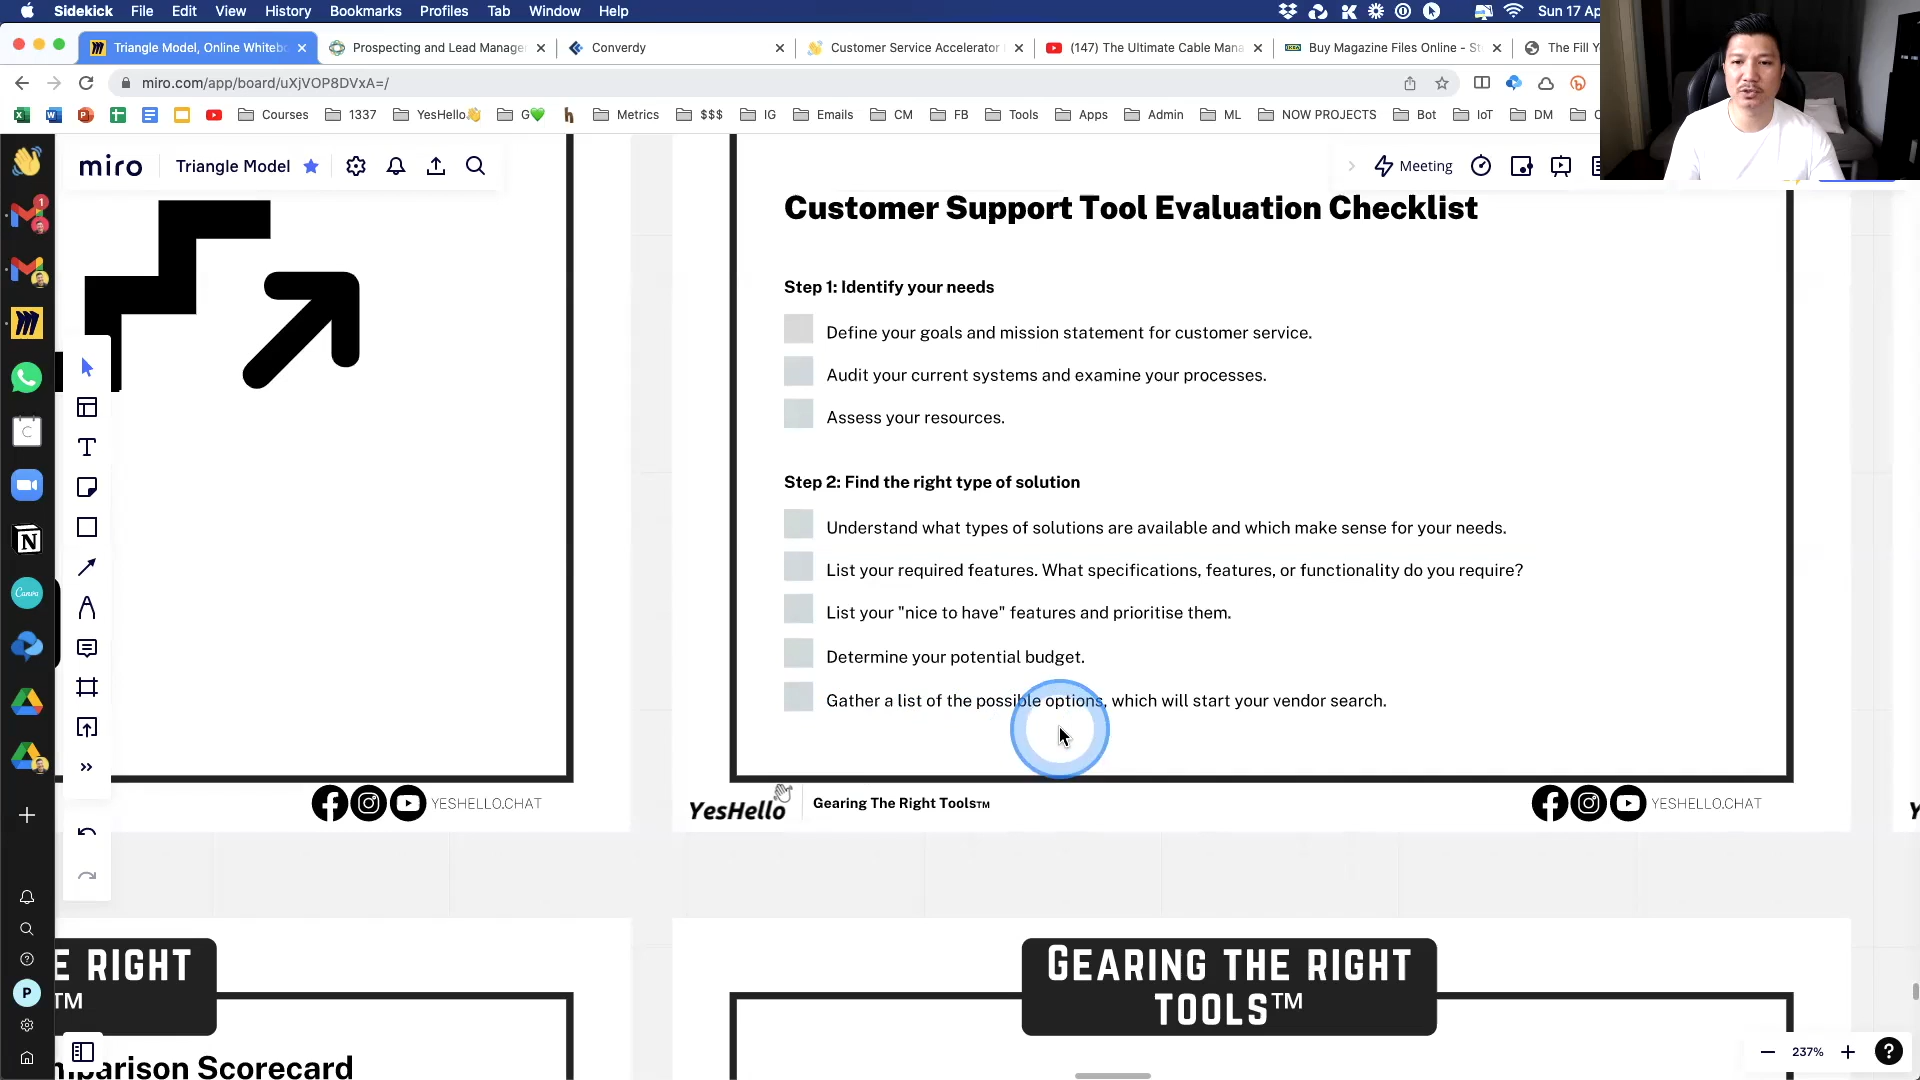 Sidekick File Edit View History Bookmarks Profiles Tab Window Help
Sun 17 Ap
Triangle Model, Online Whitebo
Prospecting and Lead Manage
Converdy
Customer Service Accelerator
(147) The Ultimate Cable Mana
Buy Magazine Files Online - St
The Fill Y
miro.com/app/board/uXjVOP8DVxA=/
Courses 1337 YesHello👋 G💚 Metrics $$$ IG Emails CM FB Tools Apps Admin ML NOW PROJECTS Bot IoT DM
miro Triangle Model
Meeting
Customer Support Tool Evaluation Checklist
Step 1: Identify your needs
Define your goals and mission statement for customer service.
Audit your current systems and examine your processes.
Assess your resources.
Step 2: Find the right type of solution
Understand what types of solutions are available and which make sense for your needs.
List your required features. What specifications, features, or functionality do you require?
List your "nice to have" features and prioritise them.
Determine your potential budget.
Gather a list of the possible options, which will start your vendor search.
YESHELLO.CHAT
YesHello Gearing The Right Tools™
YESHELLO.CHAT
E RIGHT
TM
mparison Scorecard
GEARING THE RIGHT
TOOLS™
237%